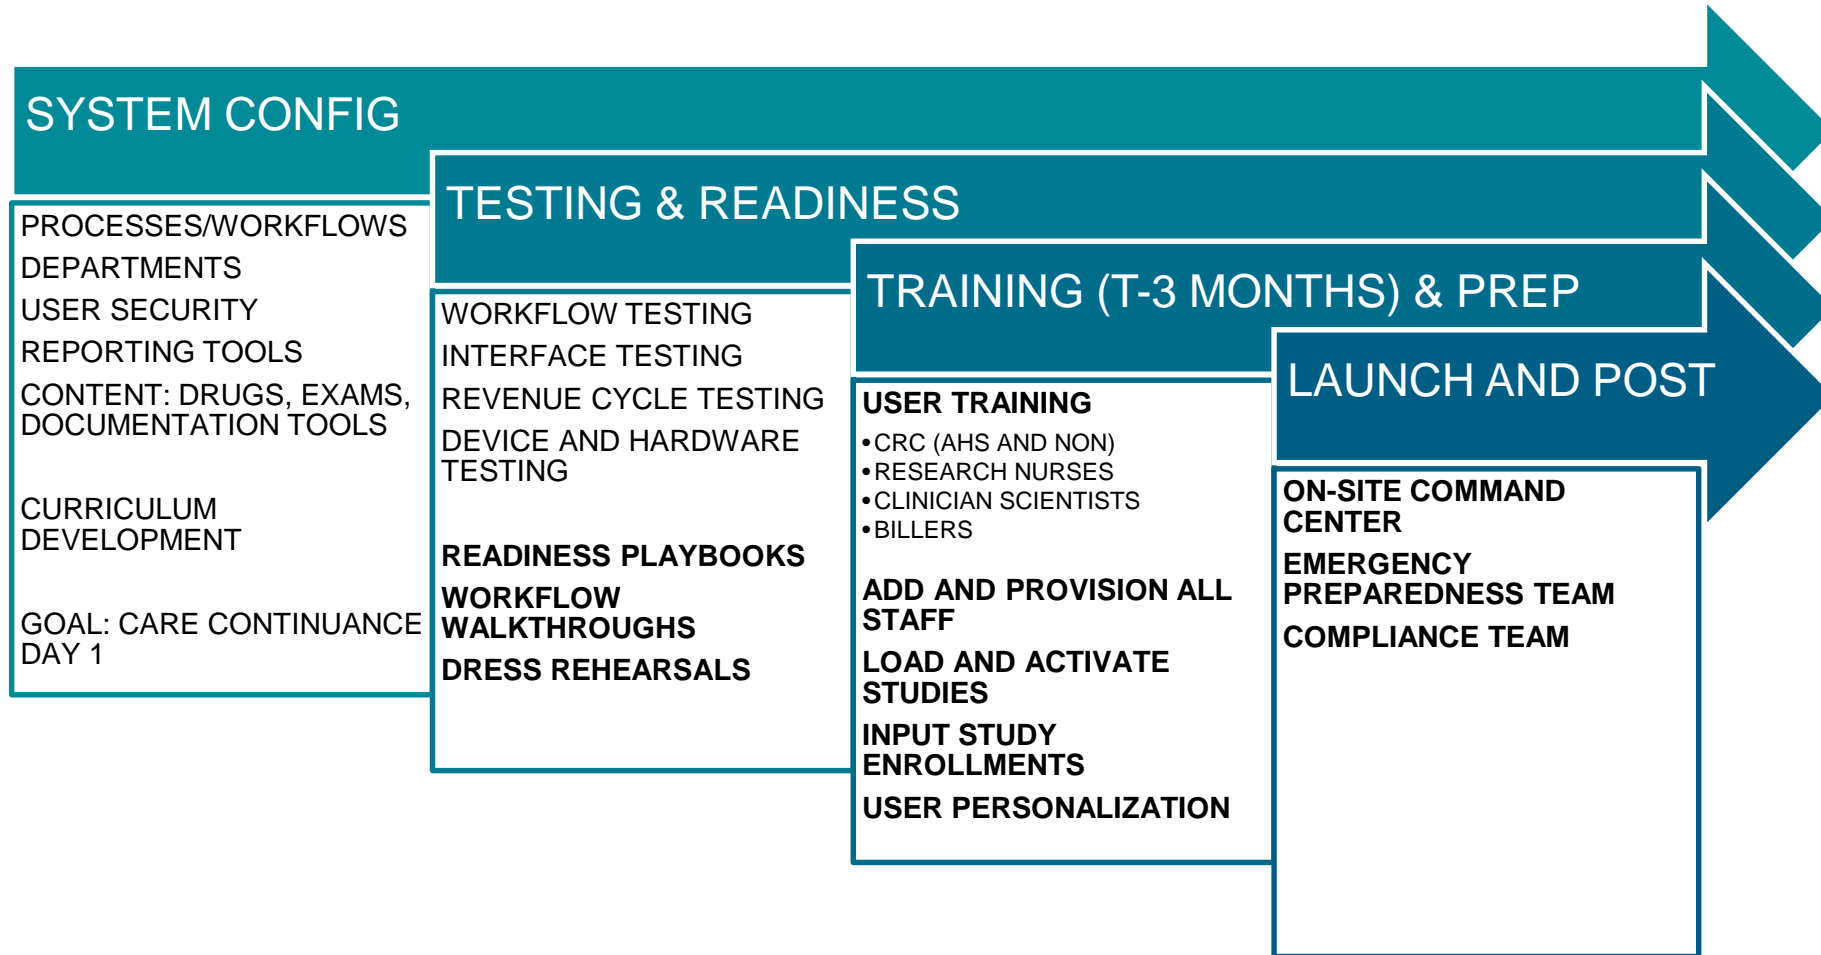 SYSTEM CONFIG
PROCESSES/WORKFLOWS
DEPARTMENTS
USER SECURITY
REPORTING TOOLS
CONTENT: DRUGS, EXAMS,
DOCUMENTATION TOOLS
CURRICULUM
DEVELOPMENT
GOAL: CARE CONTINUANCE
DAY 1
TESTING & READINESS
WORKFLOW TESTING
INTERFACE TESTING
REVENUE CYCLE TESTING
DEVICE AND HARDWARE
TESTING
READINESS PLAYBOOKS
WORKFLOW
WALKTHROUGHS
DRESS REHEARSALS
TRAINING (T-3 MONTHS) & PREP
USER TRAINING
•CRC (AHS AND NON)
•RESEARCH NURSES
•CLINICIAN SCIENTISTS
•BILLERS
ADD AND PROVISION ALL
STAFF
LOAD AND ACTIVATE
STUDIES
INPUT STUDY
ENROLLMENTS
USER PERSONALIZATION
LAUNCH AND POST
ON-SITE COMMAND
CENTER
EMERGENCY
PREPAREDNESS TEAM
COMPLIANCE TEAM